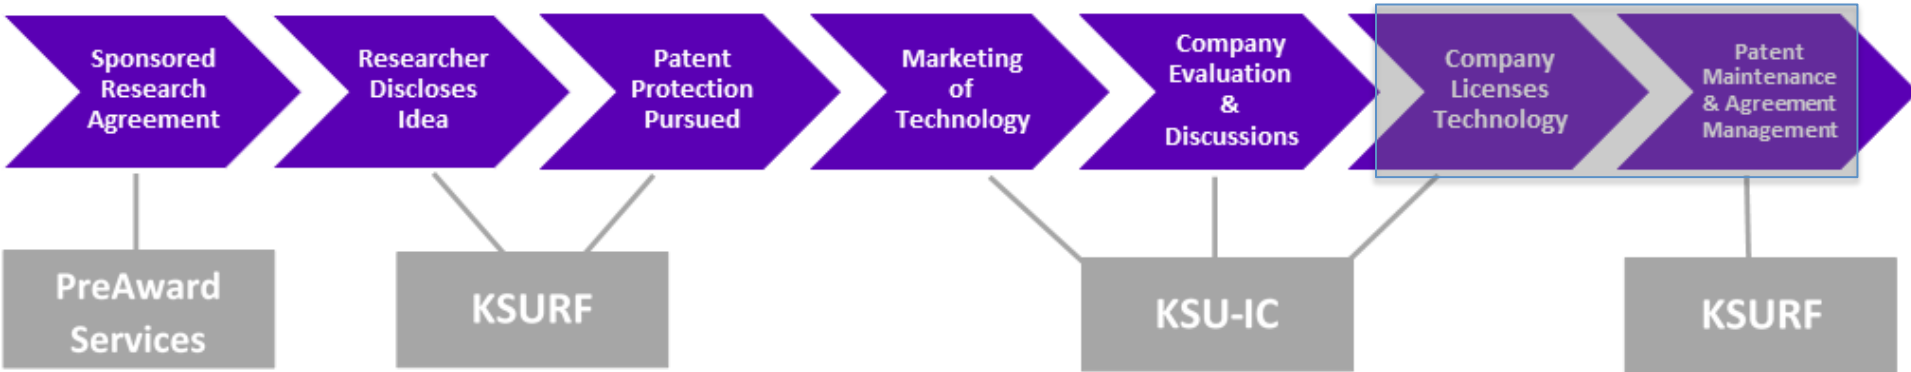 Sponsored
Research
Agreement
Researcher
Discloses
Idea
Patent
Protection
Pursued
Marketing
of
Technology
Company
Evaluation
&
Discussions
Company
Licenses
Technology
Patent
Maintenance
& Agreement
Management
PreAward
Services
KSURF
KSU-IC
KSURF